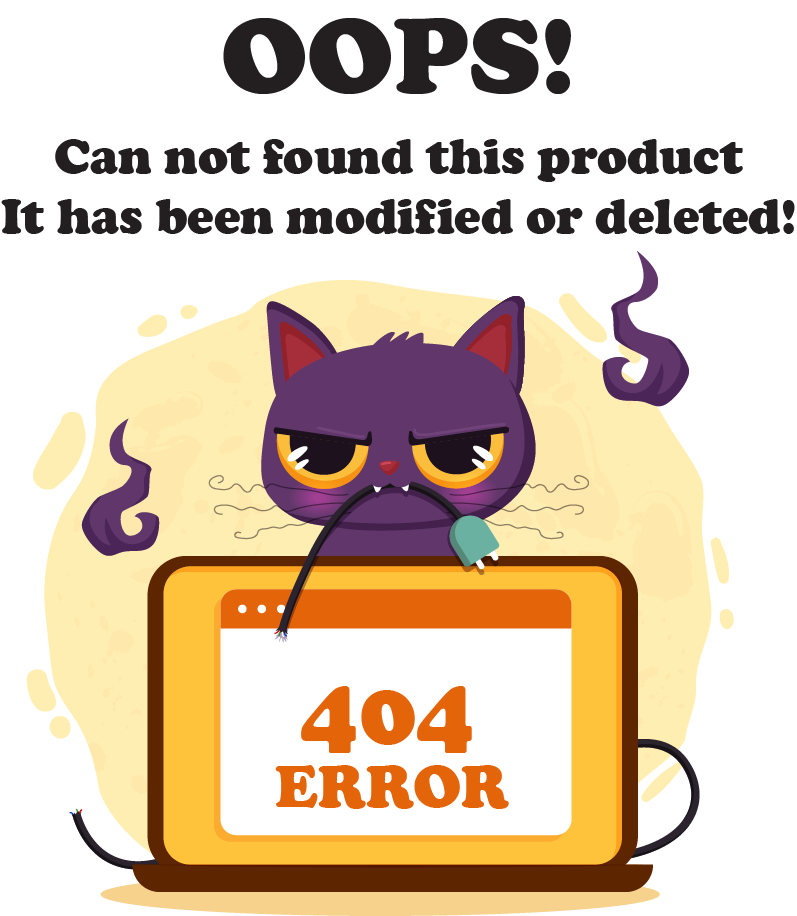 OOPS!
Can not found this product
It has been modified or deleted!
404
ERROR